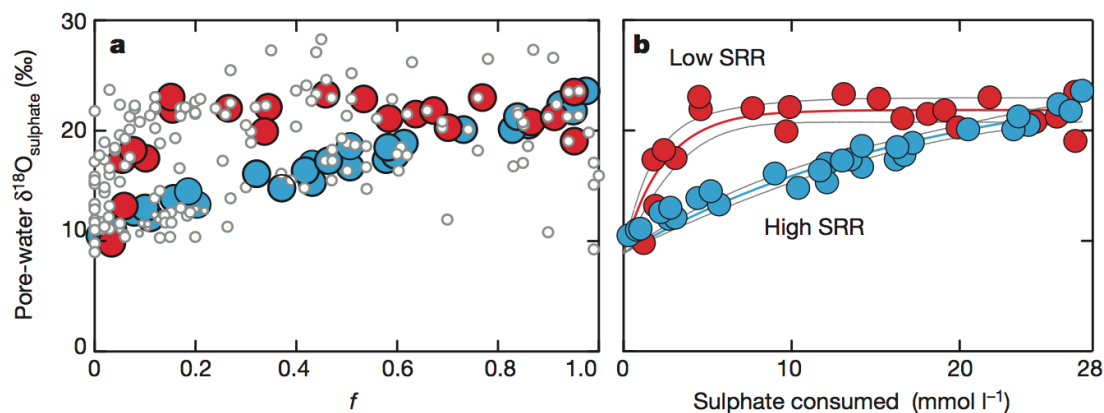 a
b
Low SRR
High SRR
Pore-water δ¹⁸Osulphate (‰)
30
20
10
0
0 0.2 0.4 0.6 0.8 1.0
f
0 10 20 28
Sulphate consumed (mmol l⁻¹)